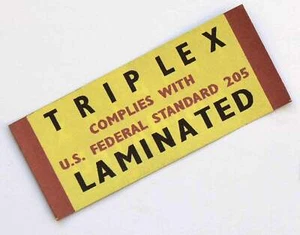 TRIPLEX
COMPLIES WITH
U.S. FEDERAL STANDARD 205
LAMINATED